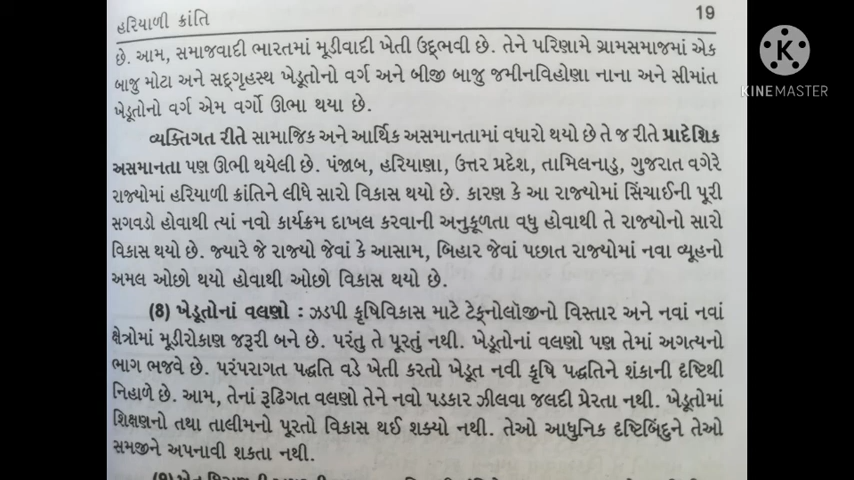 હરિયાળી ક્રાંતિ
19
છે. આમ, સમાજવાદી ભારતમાં મૂડીવાદી ખેતી ઉદ્ભવી છે. તેને પરિણામે ગ્રામસમાજમાં એક
બાજુ મોટા અને સદ્ગૃહસ્થ ખેડૂતોનો વર્ગ અને બીજી બાજુ જમીનવિહોણા નાના અને સીમાંત
ખેડૂતોનો વર્ગ એમ વર્ગો ઊભા થયા છે.
વ્યક્તિગત રીતે સામાજિક અને આર્થિક અસમાનતામાં વધારો થયો છે તે જ રીતે પ્રાદેશિક
અસમાનતા પણ ઊભી થયેલી છે. પંજાબ, હરિયાણા, ઉત્તર પ્રદેશ, તામિલનાડુ, ગુજરાત વગેરે
રાજ્યોમાં હરિયાળી ક્રાંતિને લીધે સારો વિકાસ થયો છે. કારણ કે આ રાજ્યોમાં સિંચાઈની પૂરી
સગવડો હોવાથી ત્યાં નવો કાર્યક્રમ દાખલ કરવાની અનુકૂળતા વધુ હોવાથી તે રાજ્યોનો સારો
વિકાસ થયો છે. જ્યારે જે રાજ્યો જેવાં કે આસામ, બિહાર જેવાં પછાત રાજ્યોમાં નવા વ્યૂહનો
અમલ ઓછો થયો હોવાથી ઓછો વિકાસ થયો છે.
(8) ખેડૂતોનાં વલણો : ઝડપી કૃષિવિકાસ માટે ટેક્નોલૉજીનો વિસ્તાર અને નવાં નવાં
ક્ષેત્રોમાં મૂડીરોકાણ જરૂરી બને છે. પરંતુ તે પૂરતું નથી. ખેડૂતોનાં વલણો પણ તેમાં અગત્યનો
ભાગ ભજવે છે. પરંપરાગત પદ્ધતિ વડે ખેતી કરતો ખેડૂત નવી કૃષિ પદ્ધતિને શંકાની દૃષ્ટિથી
નિહાળે છે. આમ, તેનાં રૂઢિગત વલણો તેને નવો પડકાર ઝીલવા જલદી પ્રેરતા નથી. ખેડૂતોમાં
શિક્ષણનો તથા તાલીમનો પૂરતો વિકાસ થઈ શક્યો નથી. તેઓ આધુનિક દૃષ્ટિબિંદુને તેઓ
સમજીને અપનાવી શકતા નથી.
K
KINEMASTER